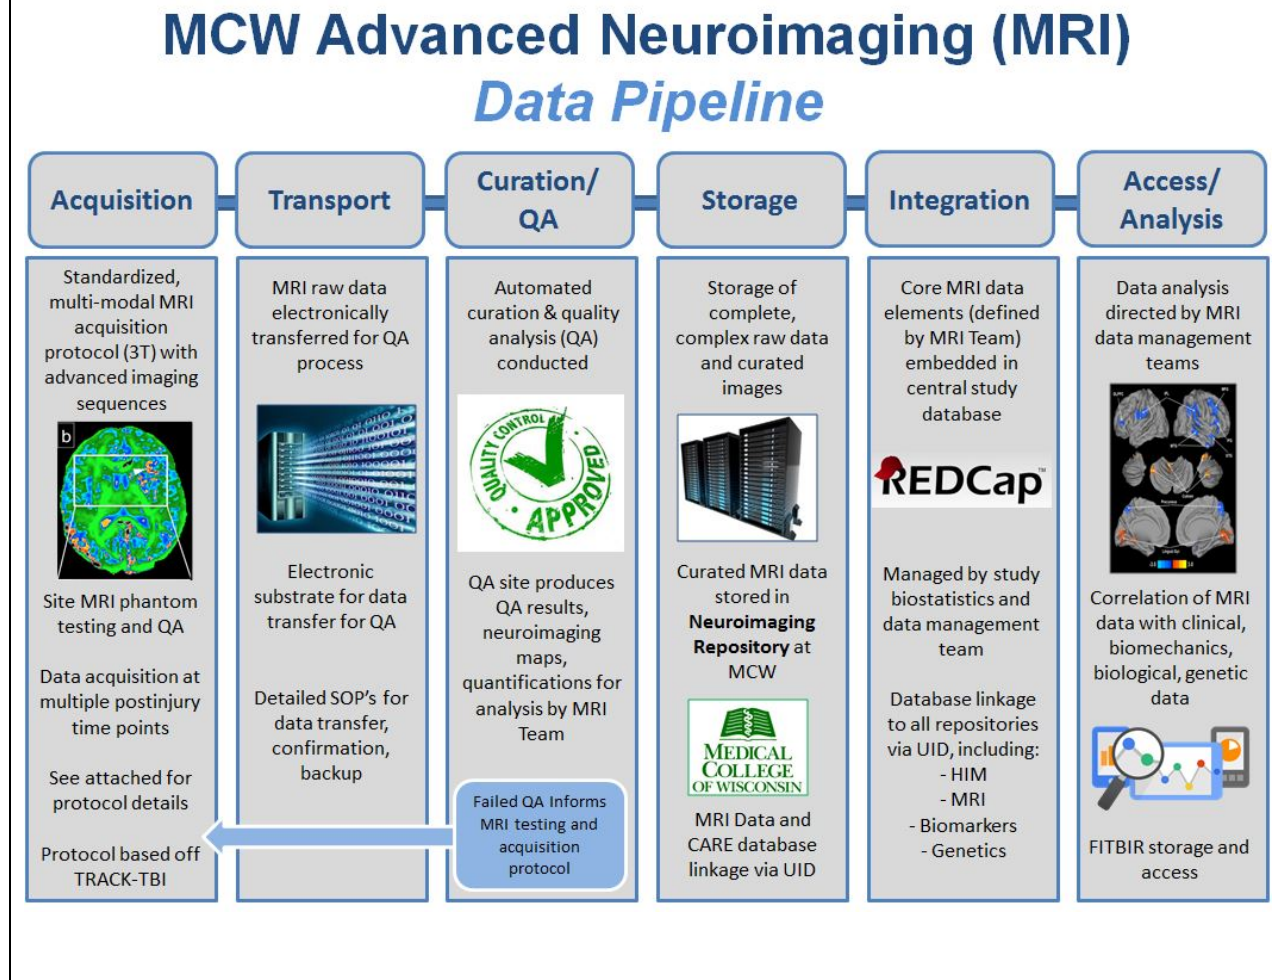 MCW Advanced Neuroimaging (MRI)
Data Pipeline
Acquisition
Standardized,
multi-modal MRI
acquisition
protocol (3T) with
advanced imaging
sequences
b
Site MRI phantom
testing and QA
Data acquisition at
multiple postinjury
time points
See attached for
protocol details
Protocol based off
TRACK-TBI
Transport
MRI raw data
electronically
transferred for QA
process
Electronic
substrate for data
transfer for QA
Detailed SOP's for
data transfer,
confirmation,
backup
Curation/
QA
Automated
curation & quality
analysis (QA)
conducted
QUALITY CONTROL
APPROVED
QA site produces
QA results,
neuroimaging
maps,
quantifications for
analysis by MRI
Team
Failed QA Informs
MRI testing and
acquisition
protocol
Storage
Storage of
complete,
complex raw data
and curated
images
Curated MRI data
stored in
Neuroimaging
Repository at
MCW
MEDICAL
COLLEGE
OF WISCONSIN
MRI Data and
CARE database
linkage via UID
Integration
Core MRI data
elements (defined
by MRI Team)
embedded in
central study
database
REDCap™
Managed by study
biostatistics and
data management
team
Database linkage
to all repositories
via UID, including:
- HIM
- MRI
- Biomarkers
- Genetics
Access/
Analysis
Data analysis
directed by MRI
data management
teams
Correlation of MRI
data with clinical,
biomechanics,
biological, genetic
data
FITBIR storage and
access